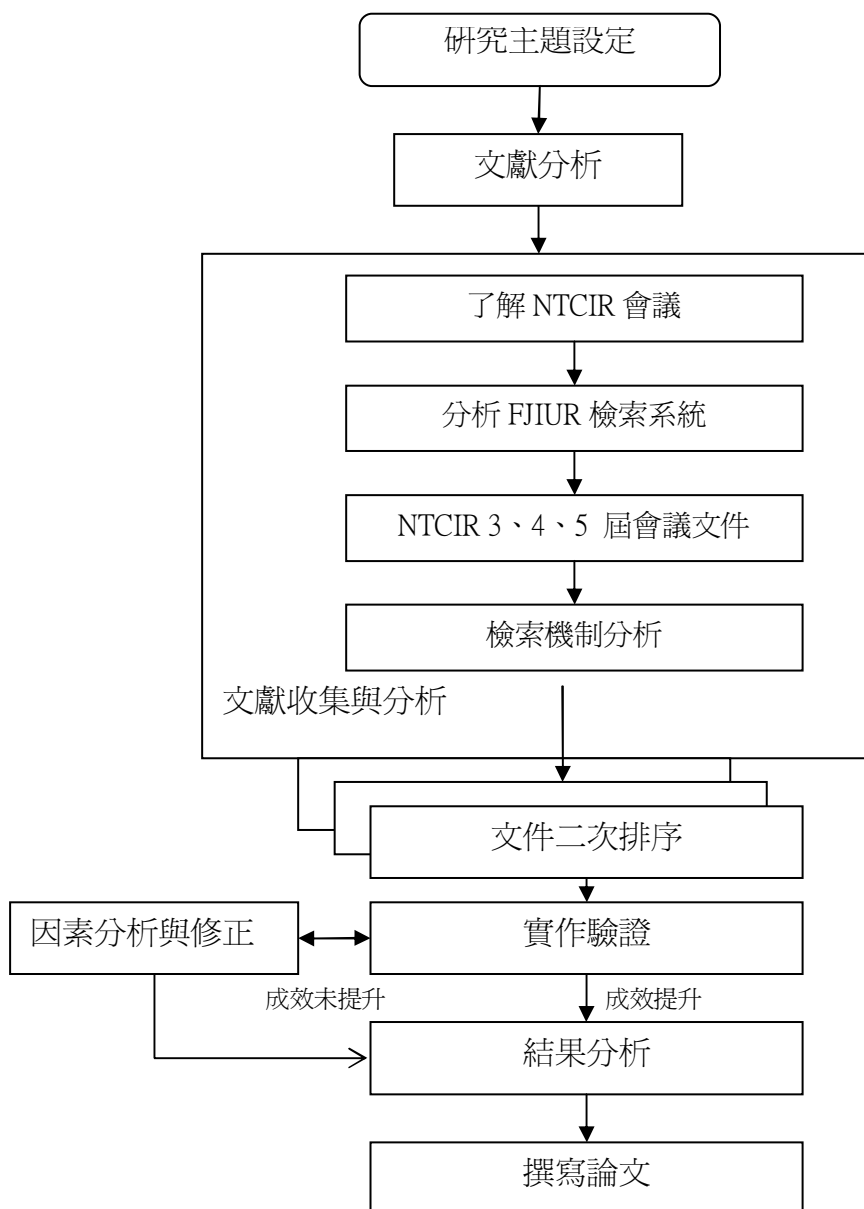 研究主題設定
文獻分析
了解 NTCIR 會議
分析 FJIUR 檢索系統
NTCIR 3、4、5 屆會議文件
檢索機制分析
文獻收集與分析
文件二次排序
因素分析與修正
實作驗證
成效未提升
成效提升
結果分析
撰寫論文